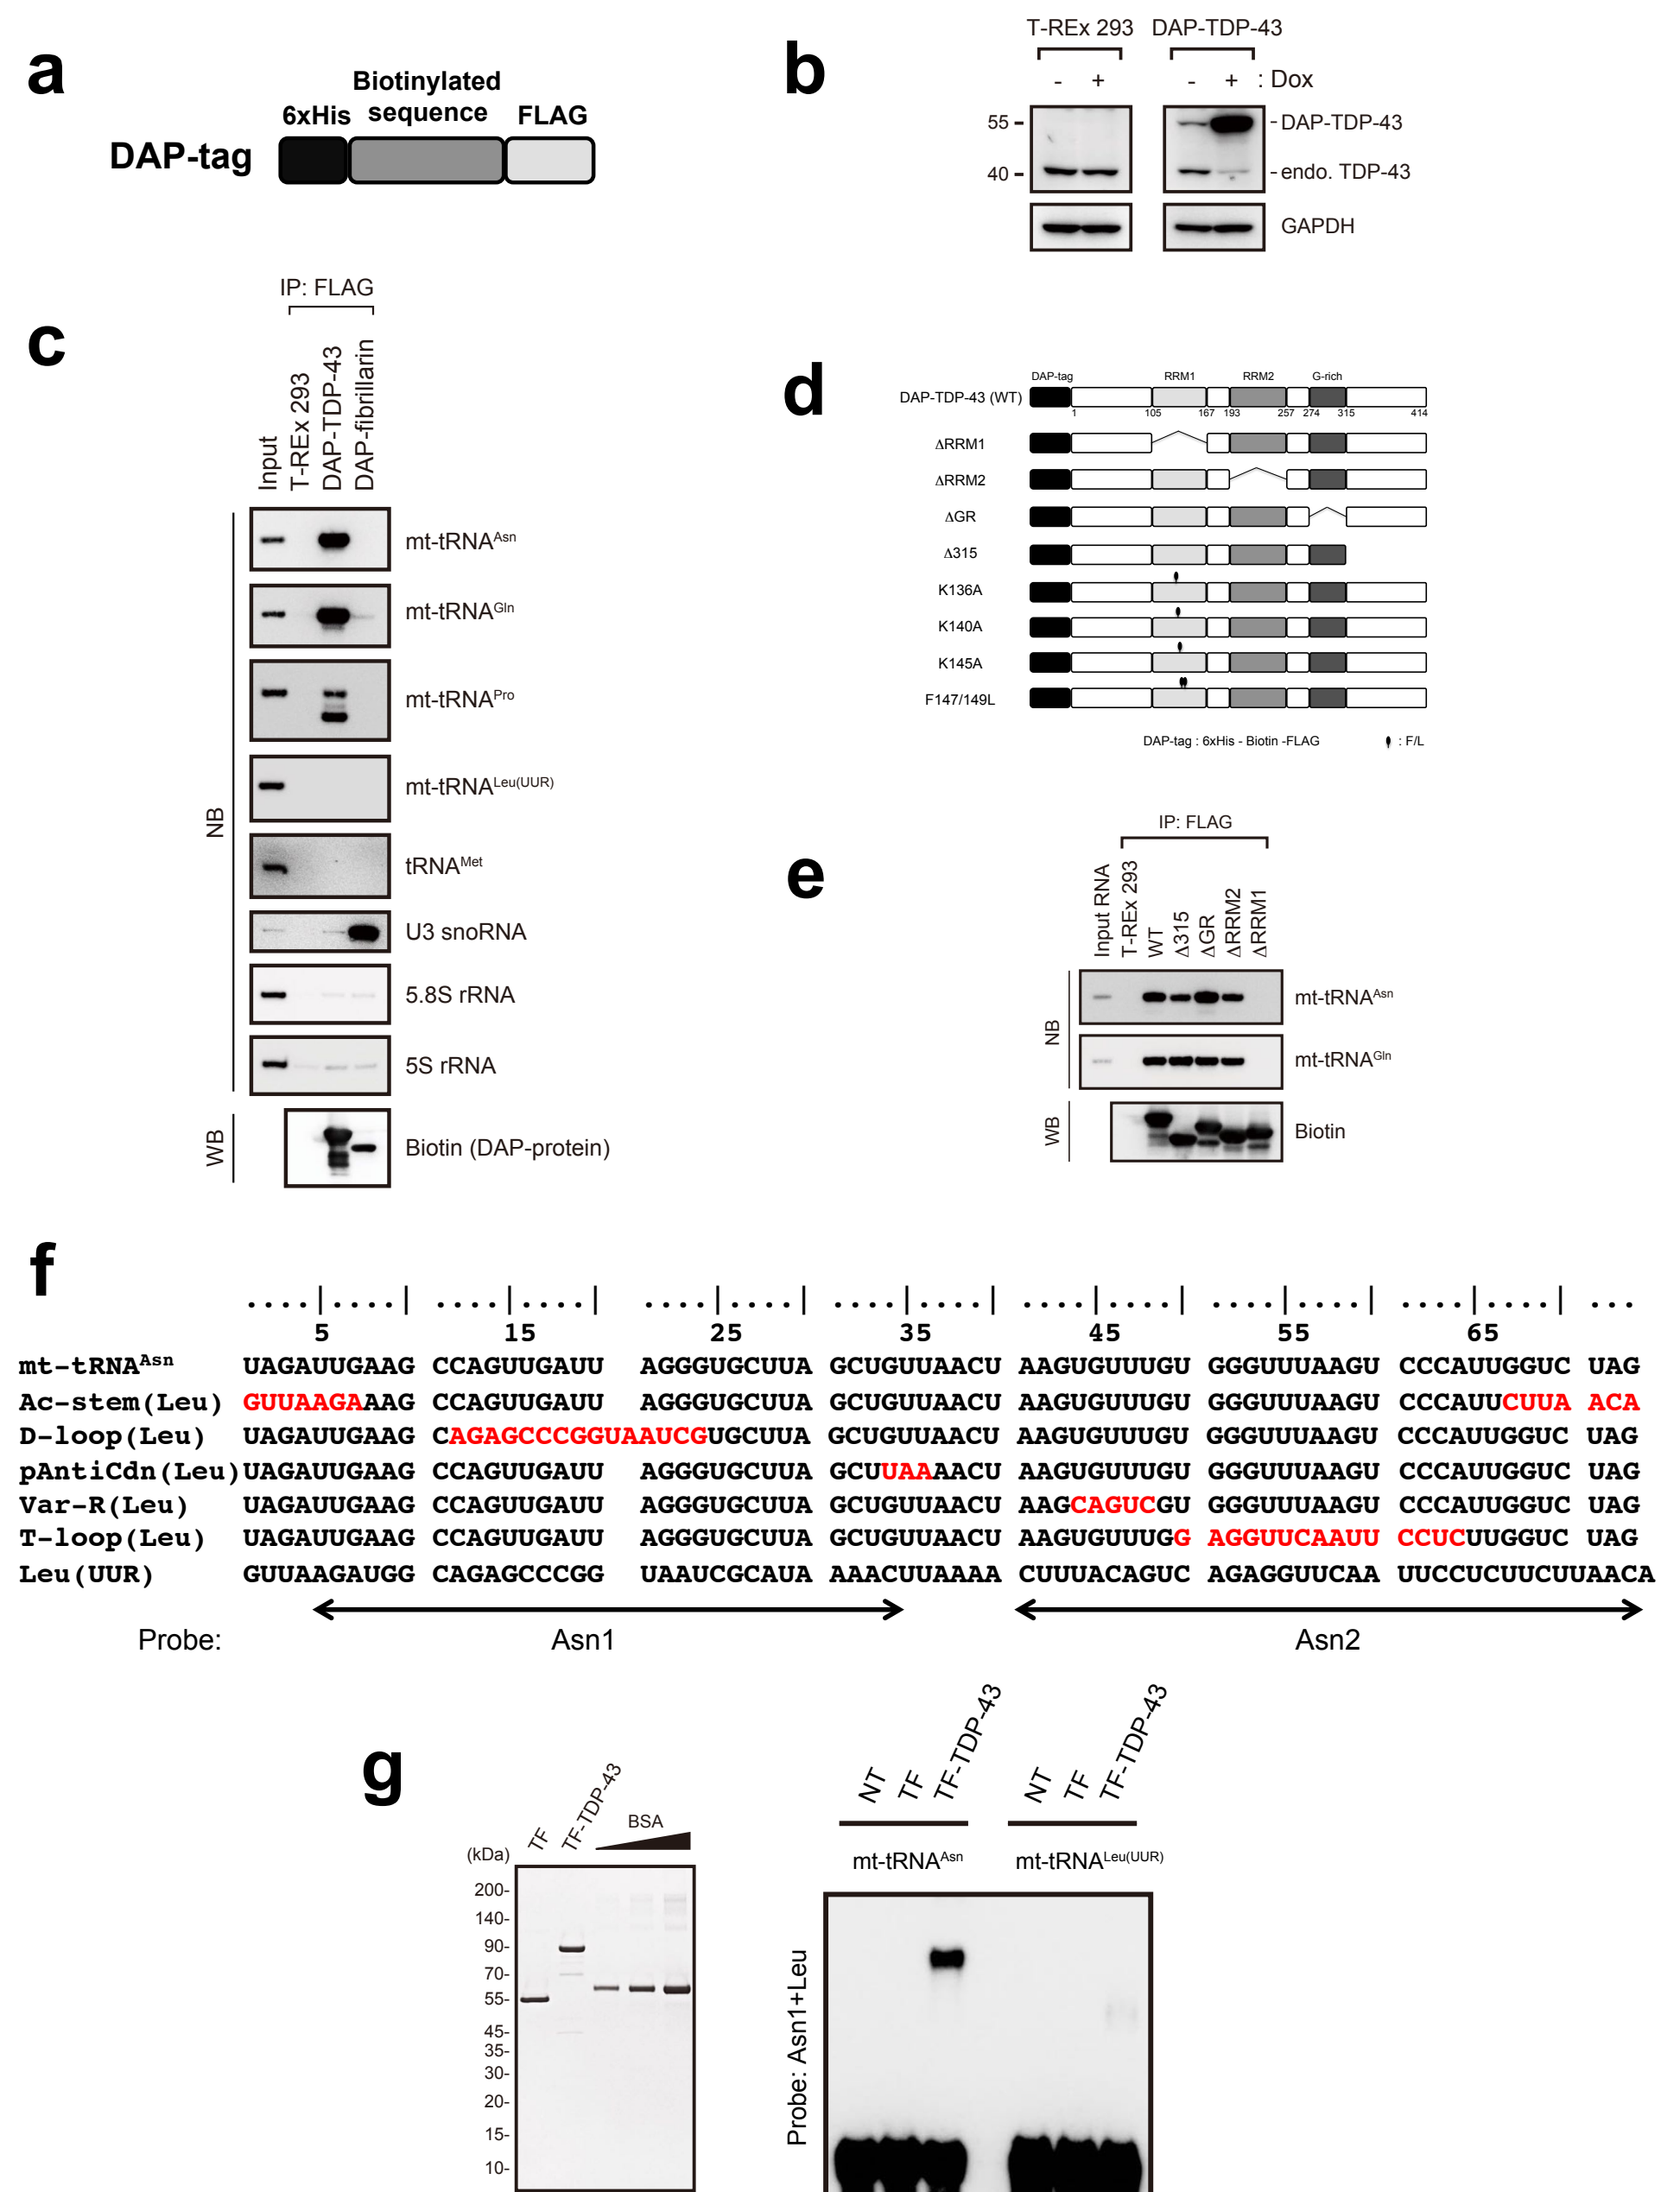 a
Biotinylated
6xHis sequence FLAG
DAP-tag
b
T-REx 293 DAP-TDP-43
- + - + : Dox
55 - - DAP-TDP-43
40 - - endo. TDP-43
GAPDH
c
IP: FLAG
Input
T-REx 293
DAP-TDP-43
DAP-fibrillarin
mt-tRNAAsn
mt-tRNAGln
mt-tRNAPro
mt-tRNALeu(UUR)
tRNAMet
U3 snoRNA
5.8S rRNA
5S rRNA
NB
WB
Biotin (DAP-protein)
d
DAP-tag RRM1 RRM2 G-rich
DAP-TDP-43 (WT)
1 105 167 193 257 274 315 414
ΔRRM1
ΔRRM2
ΔGR
Δ315
K136A
K140A
K145A
F147/149L
DAP-tag : 6xHis - Biotin -FLAG : F/L
e
IP: FLAG
Input RNA
T-REx 293
WT
Δ315
ΔGR
ΔRRM2
ΔRRM1
NB
mt-tRNAAsn
mt-tRNAGln
WB
Biotin
f
....|....| ....|....| ....|....| ....|....| ....|....| ....|....| ....|....| ...
5 15 25 35 45 55 65
mt-tRNAAsn UAGAUUGAAG CCAGUUGAUU AGGGUGCUUA GCUGUUAACU AAGUGUUUGU GGGUUUAAGU CCCAUUGGUC UAG
Ac-stem(Leu) GUUAAGAAAG CCAGUUGAUU AGGGUGCUUA GCUGUUAACU AAGUGUUUGU GGGUUUAAGU CCCAUUCUUA ACA
D-loop(Leu) UAGAUUGAAG CAGAGCCCGGUAAUCGUGCUUA GCUGUUAACU AAGUGUUUGU GGGUUUAAGU CCCAUUGGUC UAG
pAntiCdn(Leu) UAGAUUGAAG CCAGUUGAUU AGGGUGCUUA GCUUAAAACU AAGUGUUUGU GGGUUUAAGU CCCAUUGGUC UAG
Var-R(Leu) UAGAUUGAAG CCAGUUGAUU AGGGUGCUUA GCUGUUAACU AAGCAGUCGU GGGUUUAAGU CCCAUUGGUC UAG
T-loop(Leu) UAGAUUGAAG CCAGUUGAUU AGGGUGCUUA GCUGUUAACU AAGUGUUUGG AGGUUCAAUU CCUCUUGGUC UAG
Leu(UUR) GUUAAGAUGG CAGAGCCCGG UAAUCGCAUA AAACUUAAAA CUUUACAGUC AGAGGUUCAA UUCCUCUUCUUAACA
Probe: Asn1 Asn2
g
TF
TF-TDP-43
BSA
(kDa)
200-
140-
90-
70-
55-
45-
35-
30-
20-
15-
10-
NT
TF
TF-TDP-43
NT
TF
TF-TDP-43
mt-tRNAAsn mt-tRNALeu(UUR)
Probe: Asn1+Leu